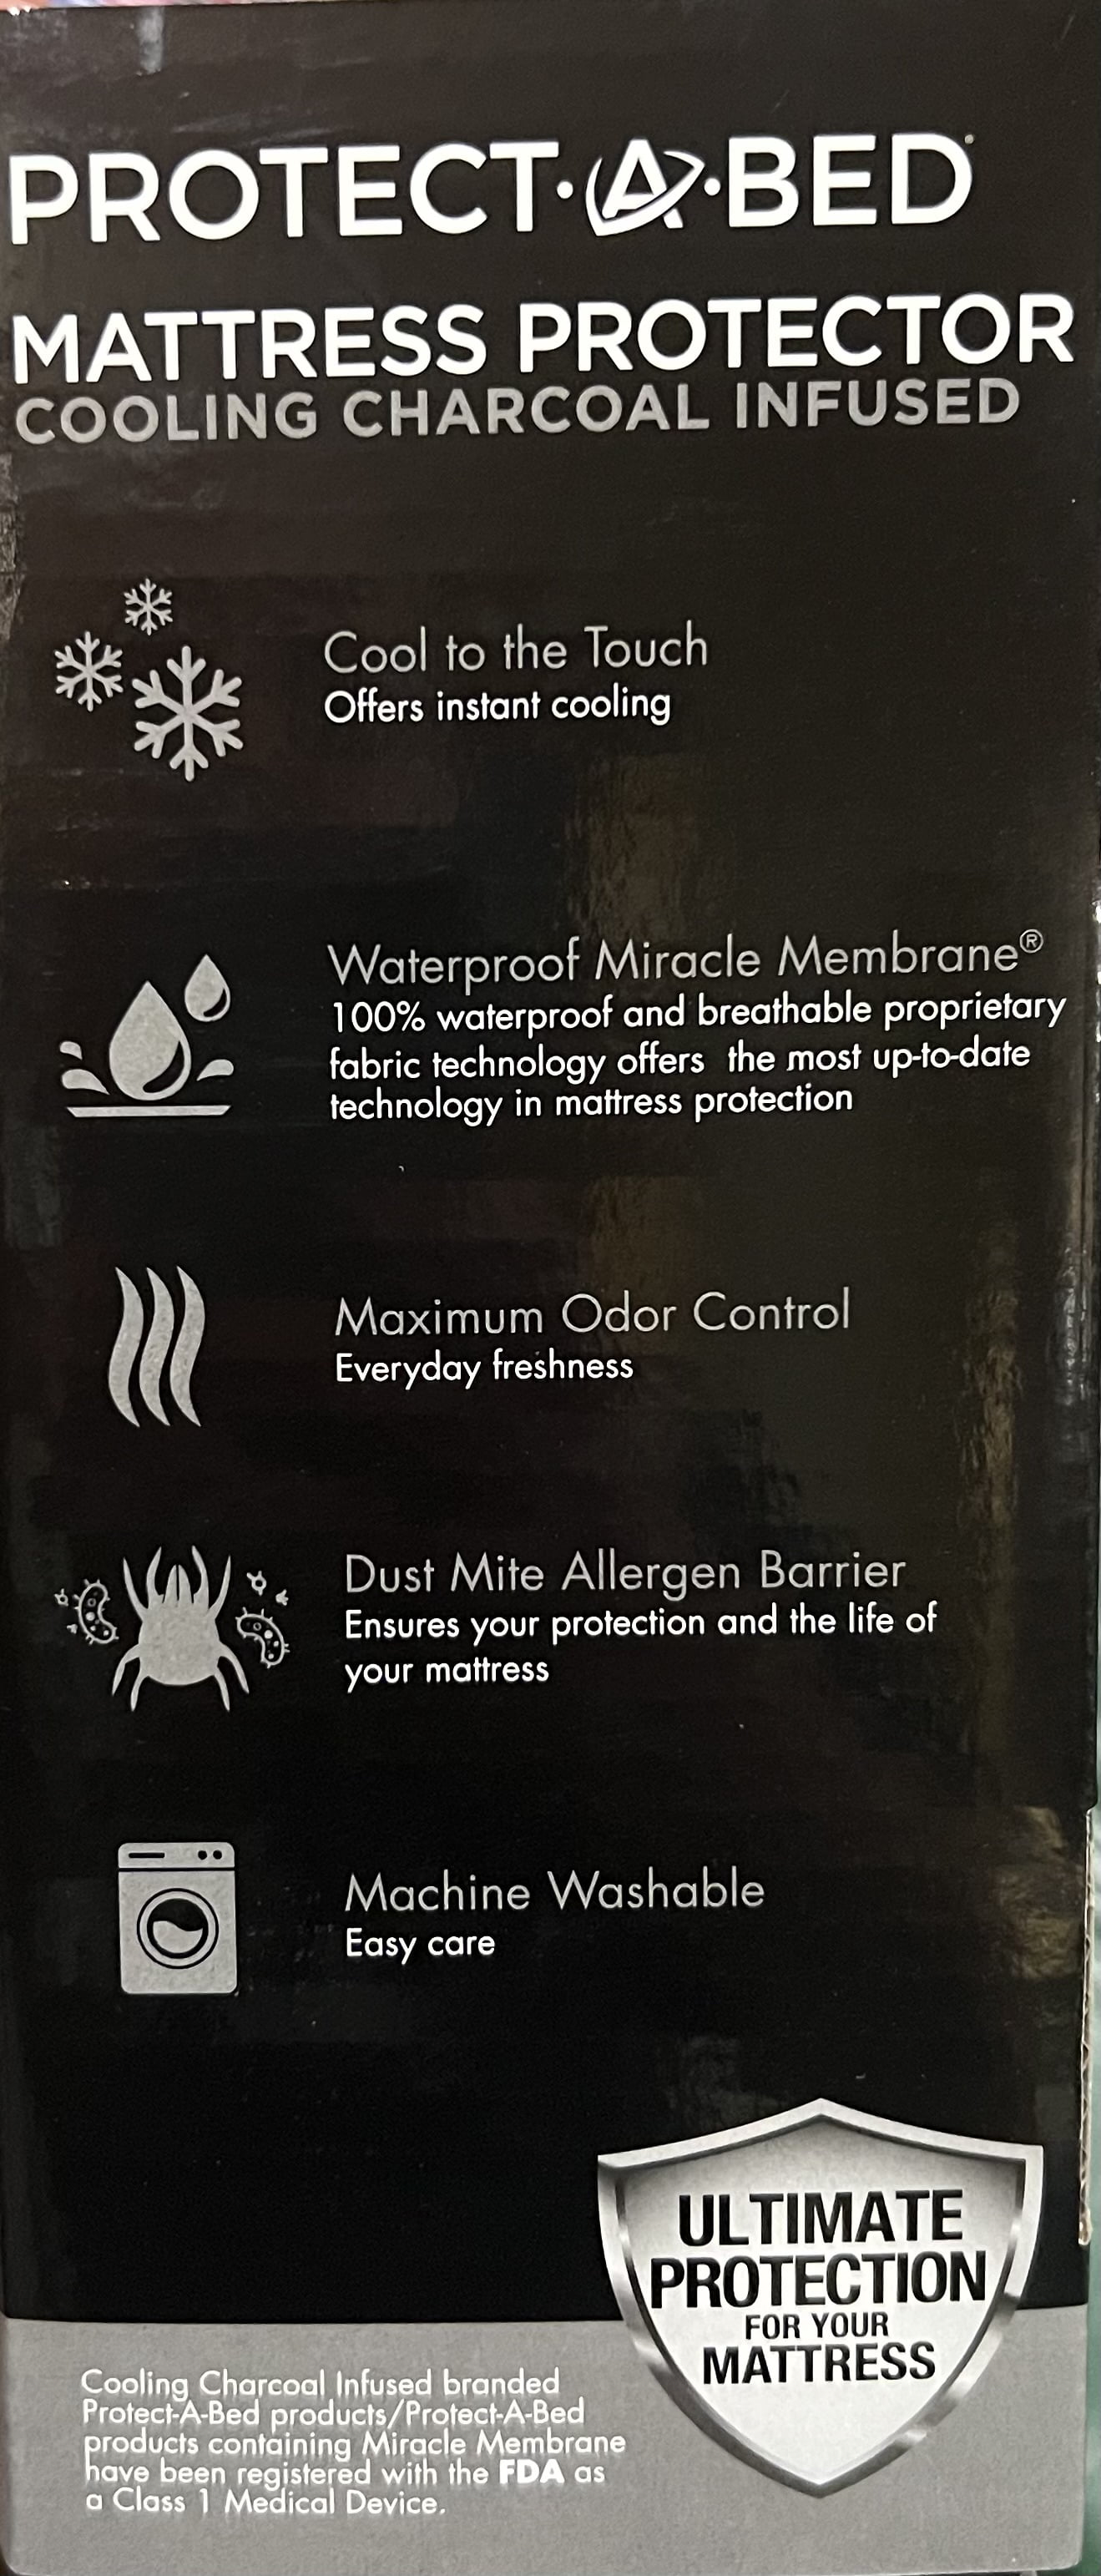 PROTECT·A·BED®
MATTRESS PROTECTOR
COOLING CHARCOAL INFUSED
Cool to the Touch
Offers instant cooling
Waterproof Miracle Membrane®
100% waterproof and breathable proprietary
fabric technology offers the most up-to-date
technology in mattress protection
Maximum Odor Control
Everyday freshness
Dust Mite Allergen Barrier
Ensures your protection and the life of
your mattress
Machine Washable
Easy care
ULTIMATE
PROTECTION
FOR YOUR
MATTRESS
Cooling Charcoal Infused branded
Protect-A-Bed products/Protect-A-Bed
products containing Miracle Membrane
have been registered with the FDA as
a Class 1 Medical Device.